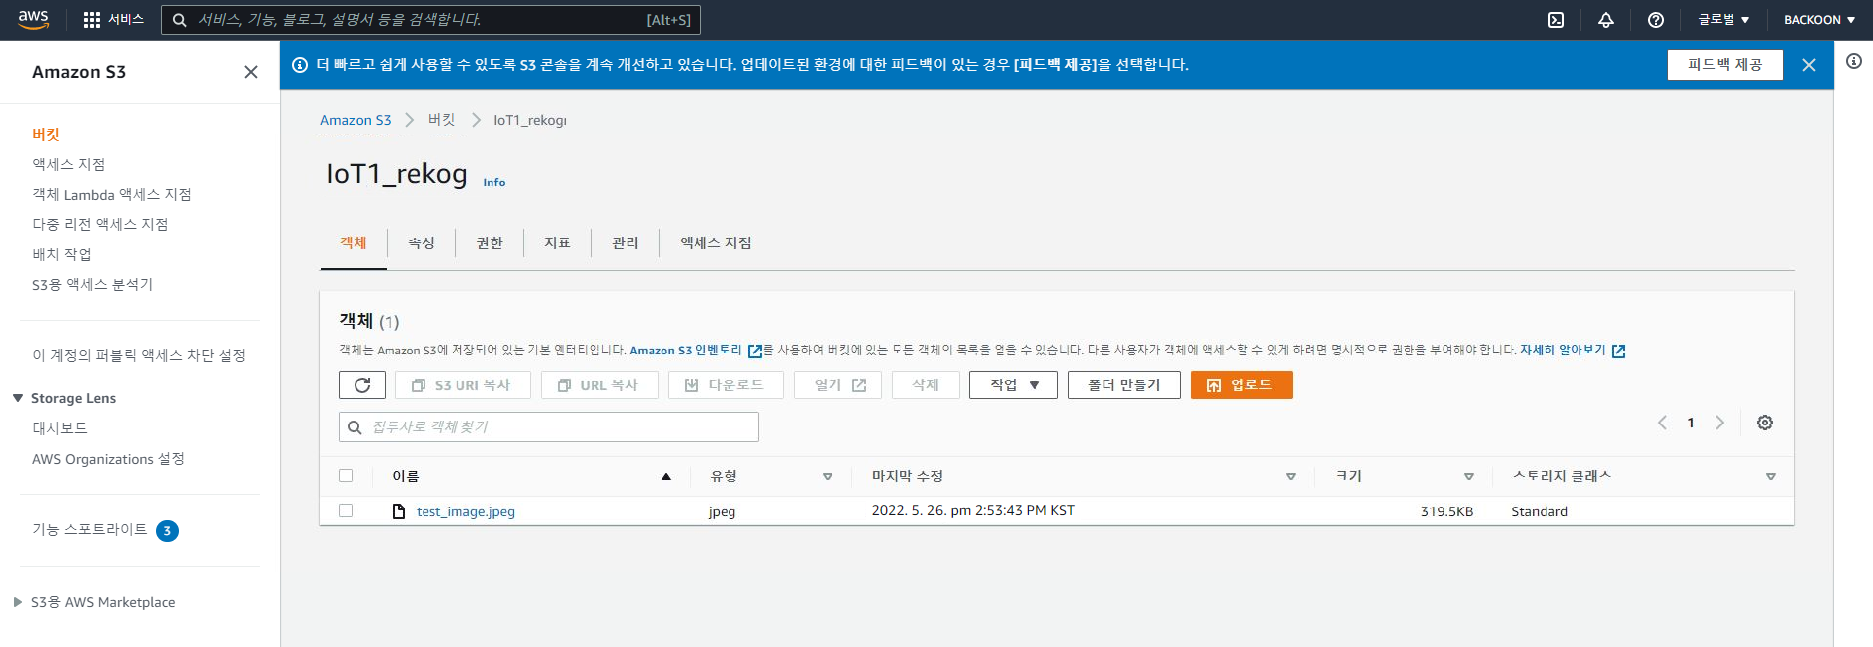 aws 서비스 서비스, 기능, 블로그, 설명서 등을 검색합니다. [Alt+S] 글로벌 BACKOON
Amazon S3
더 빠르고 쉽게 사용할 수 있도록 S3 콘솔을 계속 개선하고 있습니다. 업데이트된 환경에 대한 피드백이 있는 경우 [피드백 제공]을 선택합니다. 피드백 제공
버킷
액세스 지점
객체 Lambda 액세스 지점
다중 리전 액세스 지점
배치 작업
S3용 액세스 분석기
이 계정의 퍼블릭 액세스 차단 설정
Storage Lens
대시보드
AWS Organizations 설정
기능 스포트라이트 3
S3용 AWS Marketplace
Amazon S3 버킷 IoT1_rekogi
IoT1_rekog Info
객체 속성 권한 지표 관리 액세스 지점
객체 (1)
객체는 Amazon S3에 저장되어 있는 기본 엔터티입니다. Amazon S3 인벤토리를 사용하여 버킷에 있는 모든 객체의 목록을 얻을 수 있습니다. 다른 사용자가 객체에 액세스할 수 있게 하려면 명시적으로 권한을 부여해야 합니다. 자세히 알아보기
S3 URI 복사 URL 복사 다운로드 열기 삭제 작업 폴더 만들기 업로드
접두사로 객체 찾기 1
이름 유형 마지막 수정 크기 스토리지 클래스
test_image.jpeg jpeg 2022. 5. 26. pm 2:53:43 PM KST 319.5KB Standard